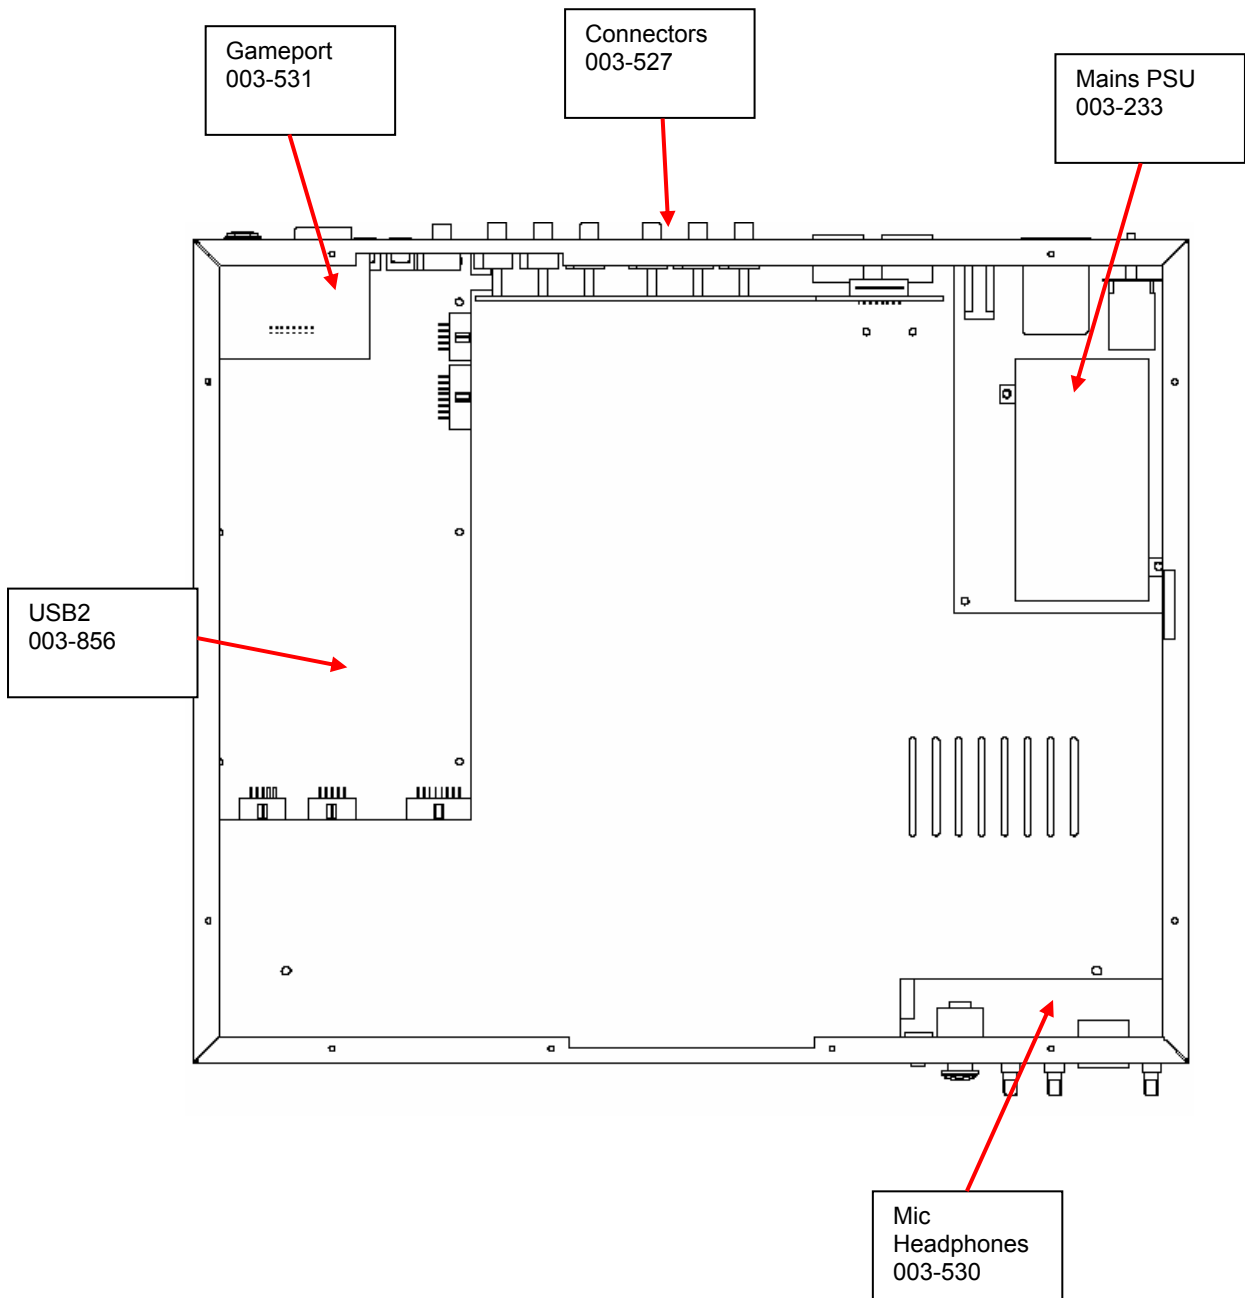 Gameport
003-531
Connectors
003-527
Mains PSU
003-233
USB2
003-856
Mic
Headphones
003-530